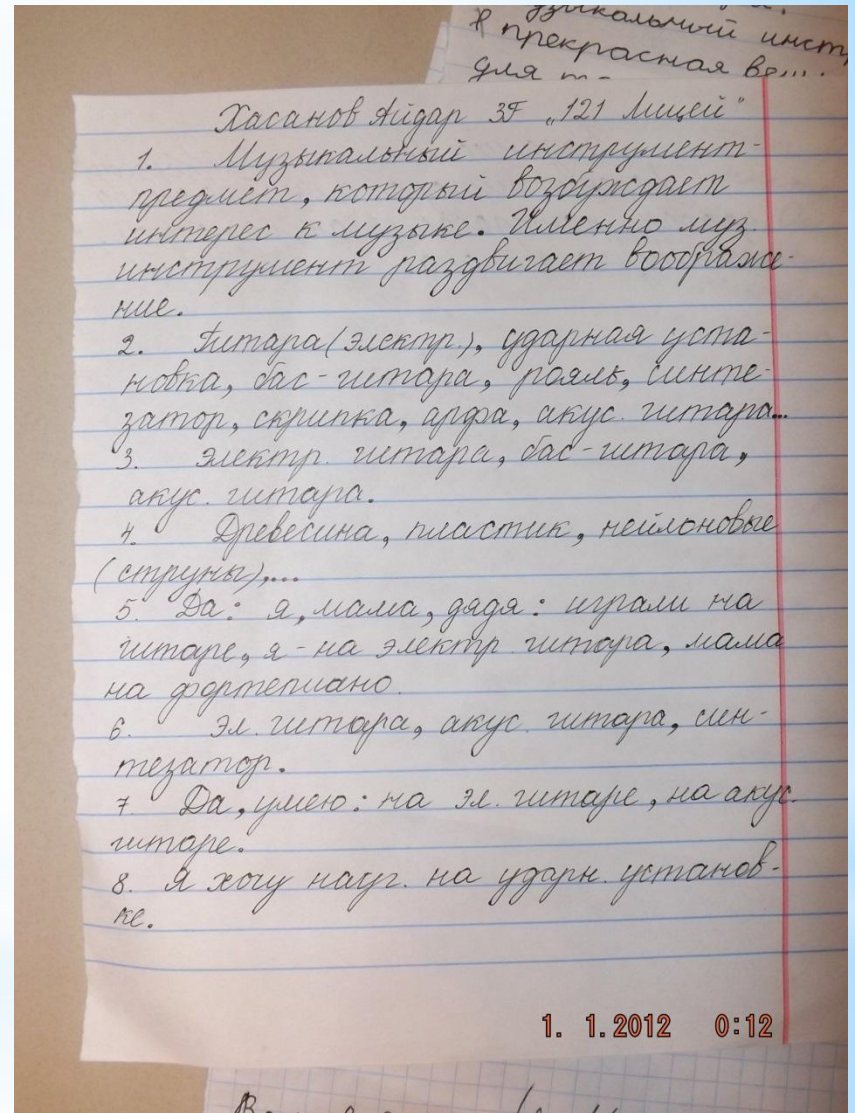 узыкальный инст
Я прекрасная ве
для
Хасанов Айдар 3Г „121 Лицей"
1. Музыкальный инструмент-
предмет, который возбуждает
интерес к музыке. Именно муз.
инструмент раздвигает воображе-
ние.
2. Гитара (электр.), ударная уста-
новка, бас-гитара, рояль, синте-
затор, скрипка, арфа, акус. гитара...
3. Электр. гитара, бас-гитара,
акус. гитара.
4. Древесина, пластик, нейлоновые
(струны),...
5. Да: я, мама, дядя: играли на
гитаре, я - на электр. гитара, мама
на фортепиано.
6. Эл. гитара, акус. гитара, син-
тезатор.
7. Да, умею: на эл. гитаре, на акус.
гитаре.
8. Я хочу науч. на ударн. установ-
ке.
1. 1.2012 0:12